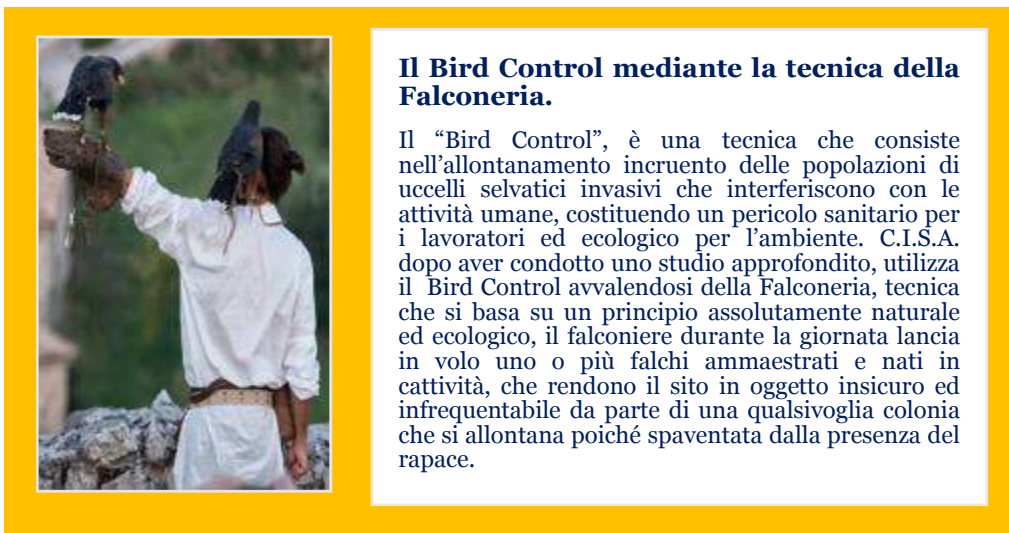 Il Bird Control mediante la tecnica della
Falconeria.
Il “Bird Control”, è una tecnica che consiste
nell’allontanamento incruento delle popolazioni di
uccelli selvatici invasivi che interferiscono con le
attività umane, costituendo un pericolo sanitario per
i lavoratori ed ecologico per l’ambiente. C.I.S.A.
dopo aver condotto uno studio approfondito, utilizza
il Bird Control avvalendosi della Falconeria, tecnica
che si basa su un principio assolutamente naturale
ed ecologico, il falconiere durante la giornata lancia
in volo uno o più falchi ammaestrati e nati in
cattività, che rendono il sito in oggetto insicuro ed
infrequentabile da parte di una qualsivoglia colonia
che si allontana poiché spaventata dalla presenza del
rapace.